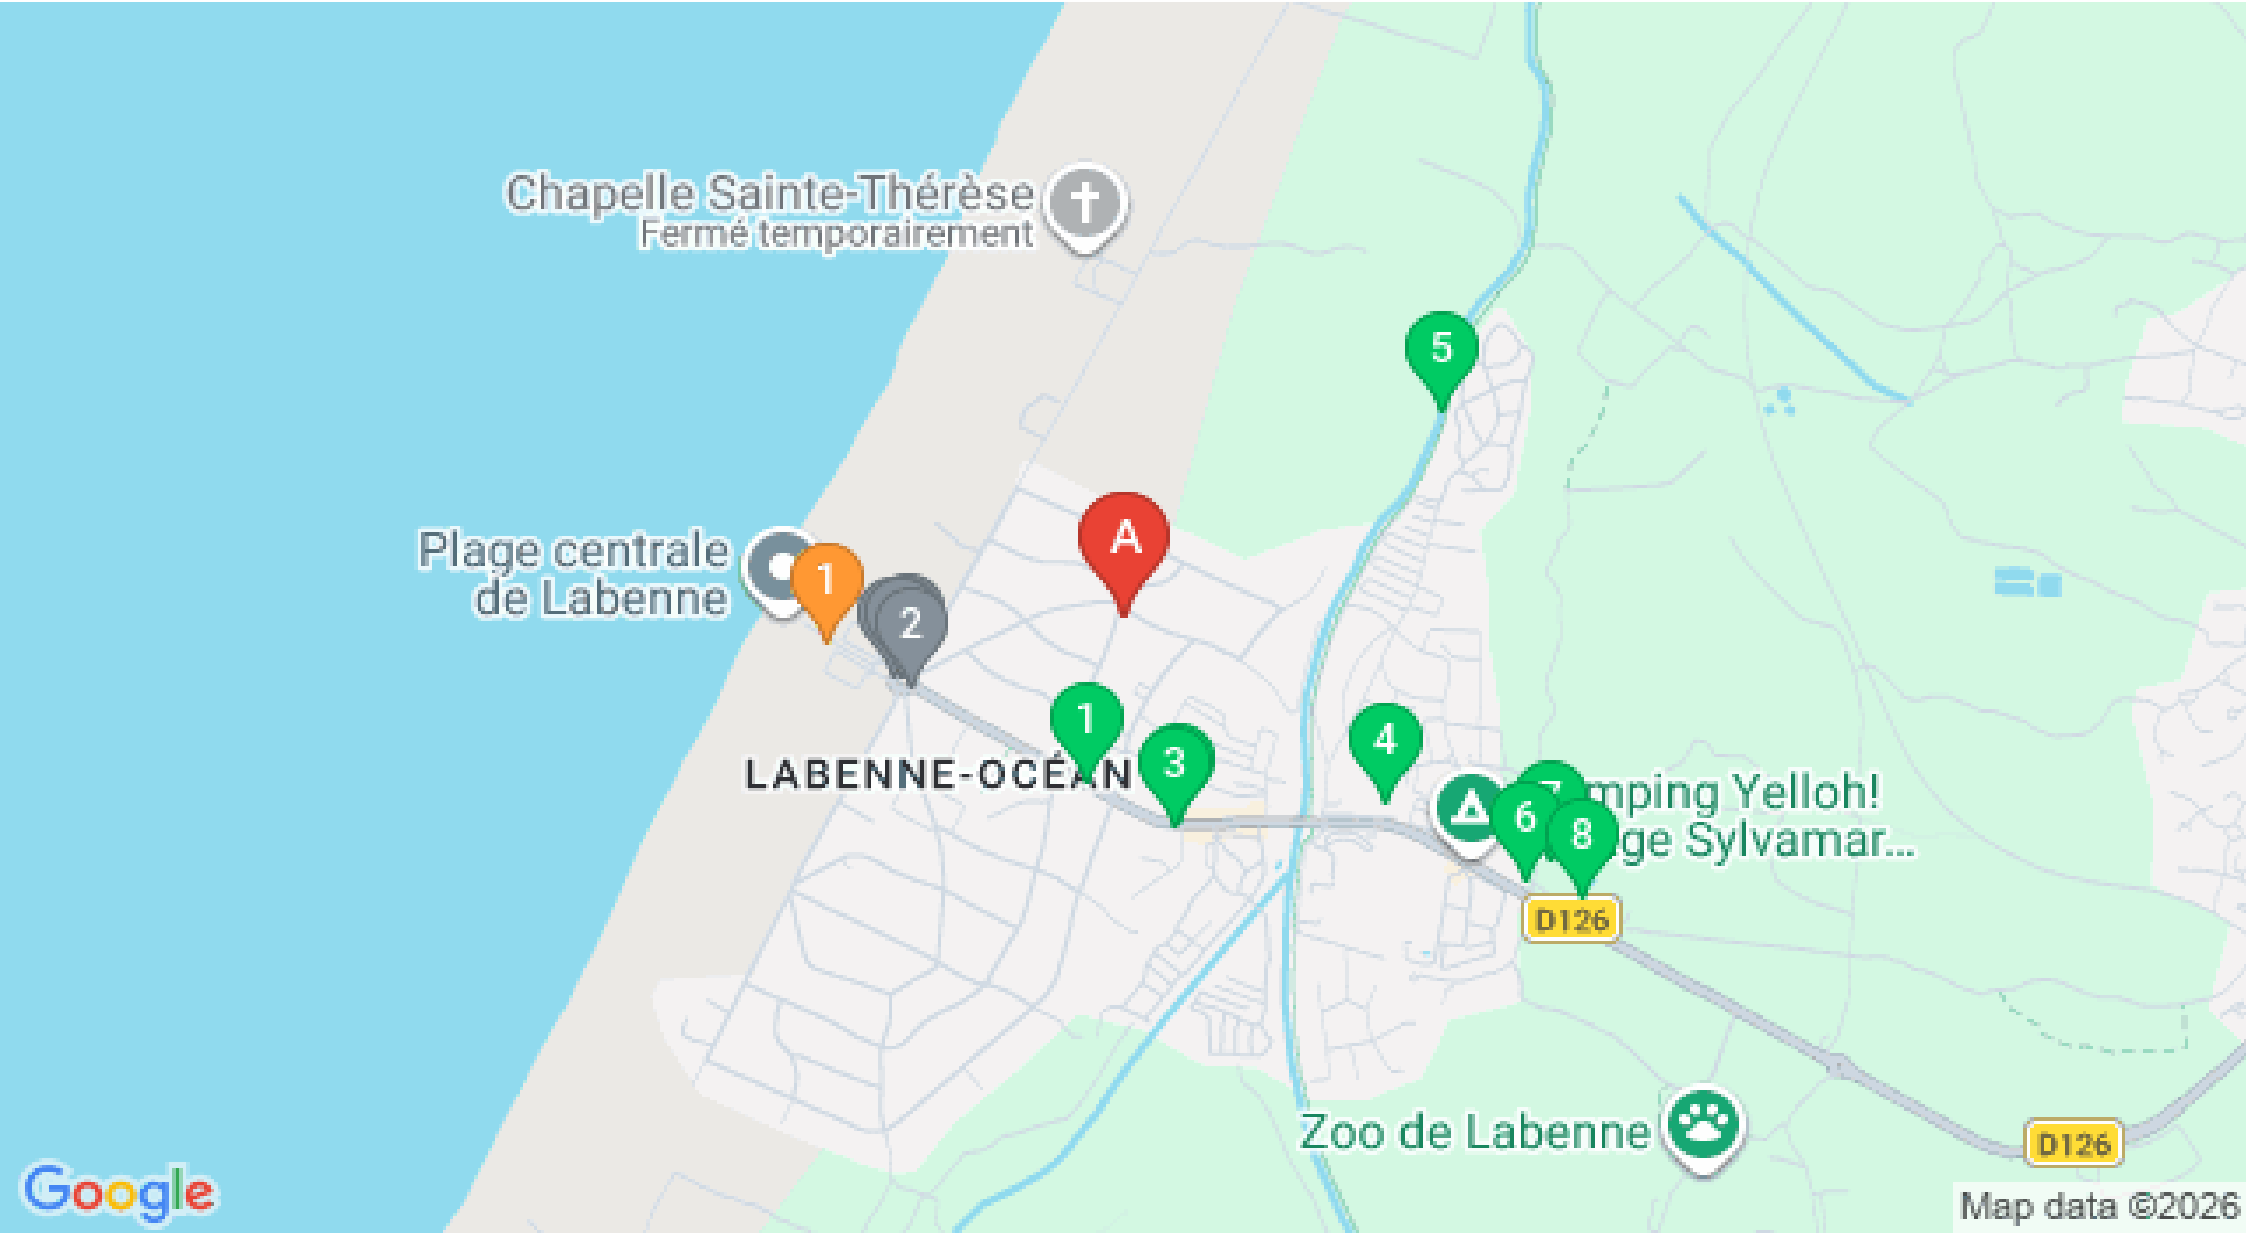 Chapelle Sainte-Thérèse
Fermé temporairement
5
A
Plage centrale
de Labenne
1
2
1
3
4
LABENNE-OCÉAN
7
6
8
mping Yelloh!
ge Sylvamar...
D126
Zoo de Labenne
D126
Google
Map data ©2026